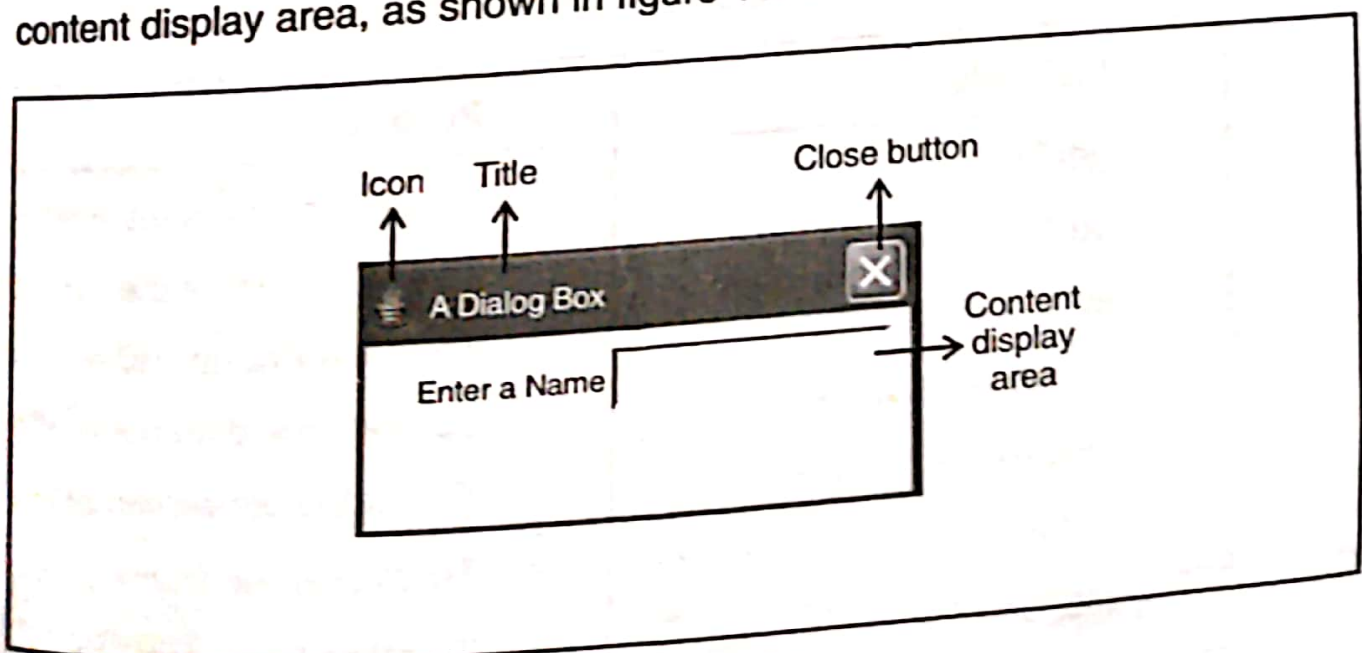 content display area, as shown in figure
Icon Title Close button
A Dialog Box
Content
display
area
Enter a Name